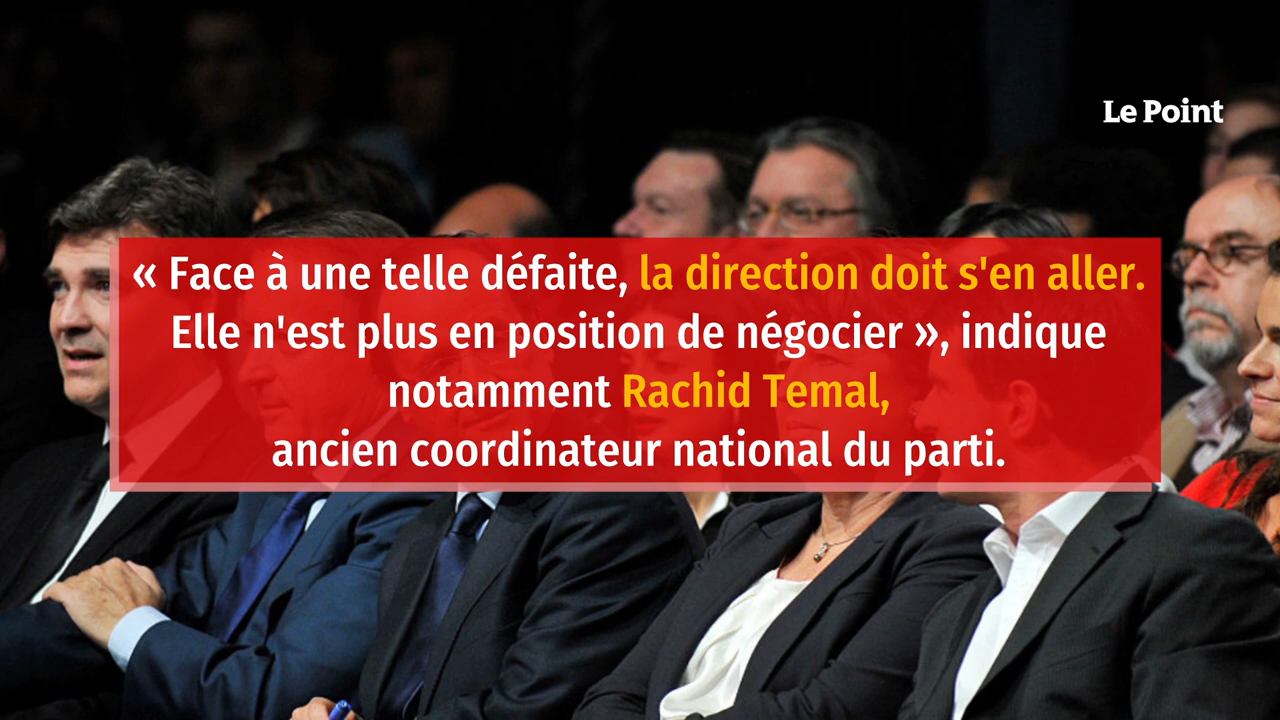 Le Point
« Face à une telle défaite, la direction doit s'en aller.
Elle n'est plus en position de négocier », indique
notamment Rachid Temal,
ancien coordinateur national du parti.